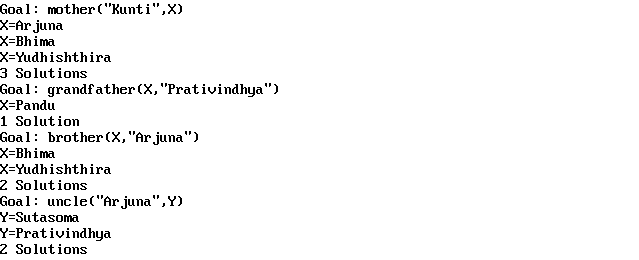 Goal: mother("Kunti",X)
X=Arjuna
X=Bhima
X=Yudhishthira
3 Solutions
Goal: grandfather(X,"Prativindhya")
X=Pandu
1 Solution
Goal: brother(X,"Arjuna")
X=Bhima
X=Yudhishthira
2 Solutions
Goal: uncle("Arjuna",Y)
Y=Sutasoma
Y=Prativindhya
2 Solutions